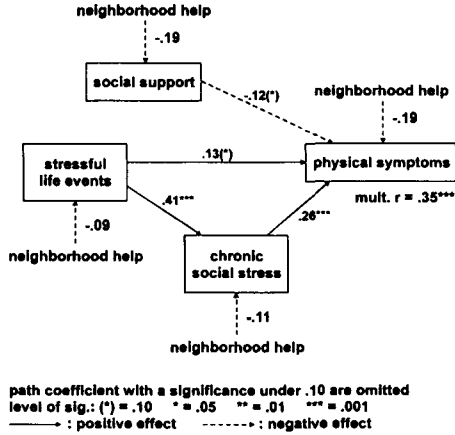 neighborhood help
-.19
social support
-.12(*)
neighborhood help
-.19
stressful
life events
.13(*)
physical symptoms
mult. r = .35***
.41***
.26***
-.09
neighborhood help
chronic
social stress
-.11
neighborhood help
path coefficient with a significance under .10 are omitted
level of sig.: (*) = .10 * = .05 ** = .01 *** = .001
: positive effect : negative effect